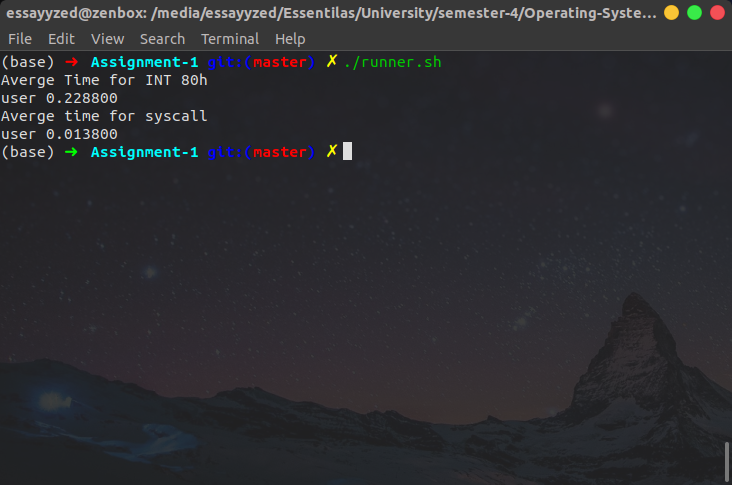 essayyzed@zenbox: /media/essayyzed/Essentilas/University/semester-4/Operating-Syste...
File Edit View Search Terminal Help
(base) ➜ Assignment-1 git:(master) ✗ ./runner.sh
Averge Time for INT 80h
user 0.228800
Averge time for syscall
user 0.013800
(base) ➜ Assignment-1 git:(master) ✗